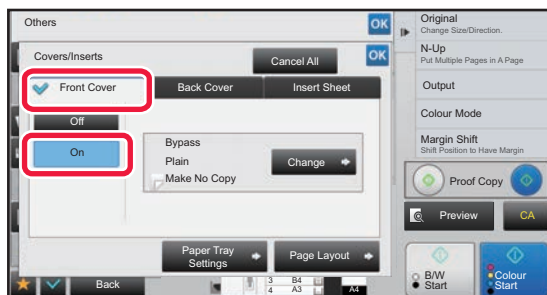 Others
OK
Covers/Inserts
Cancel All
OK
Front Cover
Back Cover
Insert Sheet
Off
On
Bypass
Plain
Make No Copy
Change
Paper Tray
Settings
Page Layout
Back
3 B4
4 A3
A4
Original
Change Size/Direction.
N-Up
Put Multiple Pages in A Page
Output
Colour Mode
Margin Shift
Shift Position to Have Margin
Proof Copy
Preview
CA
B/W
Start
Colour
Start